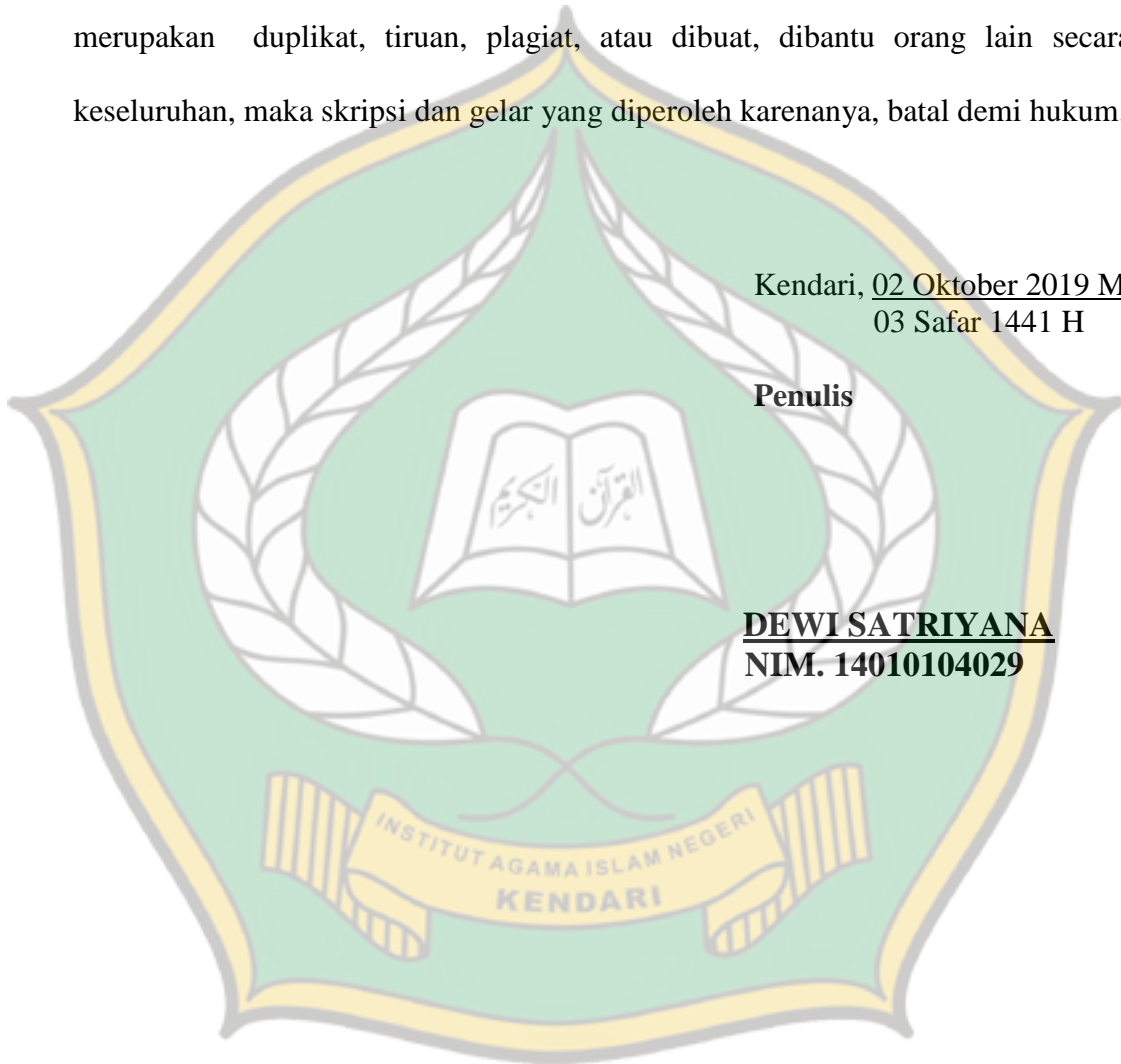 merupakan duplikat, tiruan, plagiat, atau dibuat, dibantu orang lain secara
keseluruhan, maka skripsi dan gelar yang diperoleh karenanya, batal demi hukum.
Kendari, 02 Oktober 2019 M
03 Safar 1441 H
Penulis
القرآن الكريم
DEWI SATRIYANA
NIM. 14010104029
INSTITUT AGAMA ISLAM NEGERI
KENDARI